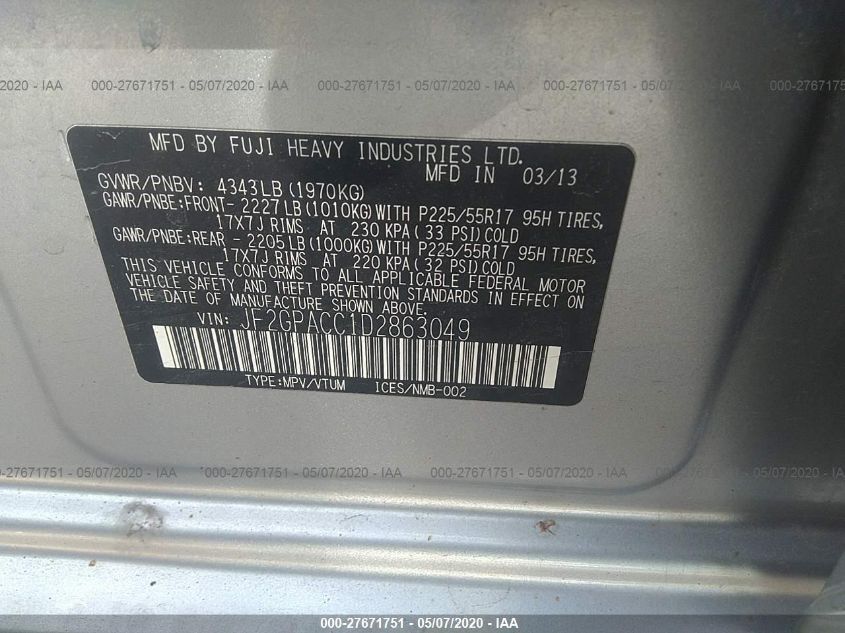 2020 - IAA 000-27671751 - 05/07/2020 - IAA 000-27671751 - 05/07/2020 - IAA 000-27671751 - 05/07
MFD BY FUJI HEAVY INDUSTRIES LTD.
MFD IN 03/13
GVWR/PNBV: 4343LB (1970KG)
GAWR/PNBE:FRONT- 2227LB (1010KG) WITH P225/55R17 95H TIRES,
17X7J RIMS AT 230 KPA (33 PSI) COLD
GAWR/PNBE:REAR - 2205LB (1000KG) WITH P225/55R17 95H TIRES,
17X7J RIMS AT 220 KPA (32 PSI) COLD
THIS VEHICLE CONFORMS TO ALL APPLICABLE FEDERAL MOTOR
VEHICLE SAFETY AND THEFT PREVENTION STANDARDS IN EFFECT ON
THE DATE OF MANUFACTURE SHOWN ABOVE.
VIN: JF2GPACC1D2863049
TYPE:MPV/VTUM ICES/NMB-002
2020 - IAA 000-27671751 - 05/07/2020 - IAA 000-27671751 - 05/07/2020 - IAA 000-27671751 - 05/07
000-27671751 - 05/07/2020 - IAA